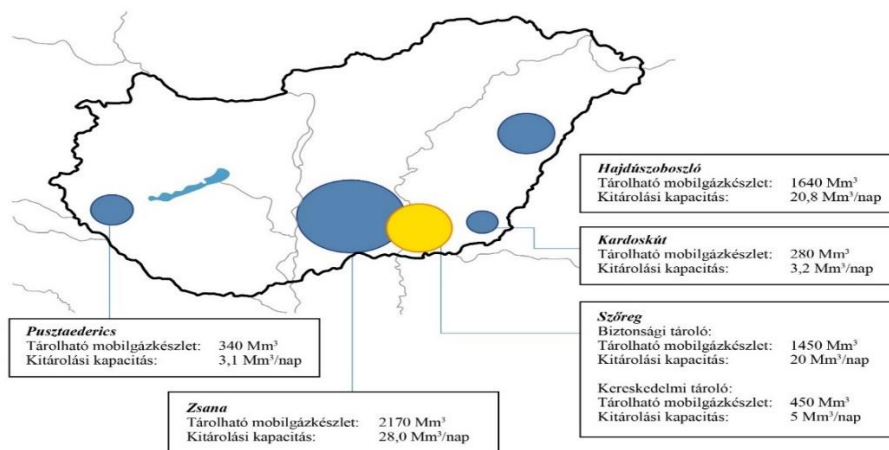 Hajdúszoboszló
Tárolható mobilgázkészlet: 1640 Mm³
Kitárolási kapacitás: 20,8 Mm³/nap
Kardoskút
Tárolható mobilgázkészlet: 280 Mm³
Kitárolási kapacitás: 3,2 Mm³/nap
Szőreg
Biztonsági tároló:
Tárolható mobilgázkészlet: 1450 Mm³
Kitárolási kapacitás: 20 Mm³/nap
Kereskedelmi tároló:
Tárolható mobilgázkészlet: 450 Mm³
Kitárolási kapacitás: 5 Mm³/nap
Pusztaederics
Tárolható mobilgázkészlet: 340 Mm³
Kitárolási kapacitás: 3,1 Mm³/nap
Zsana
Tárolható mobilgázkészlet: 2170 Mm³
Kitárolási kapacitás: 28,0 Mm³/nap